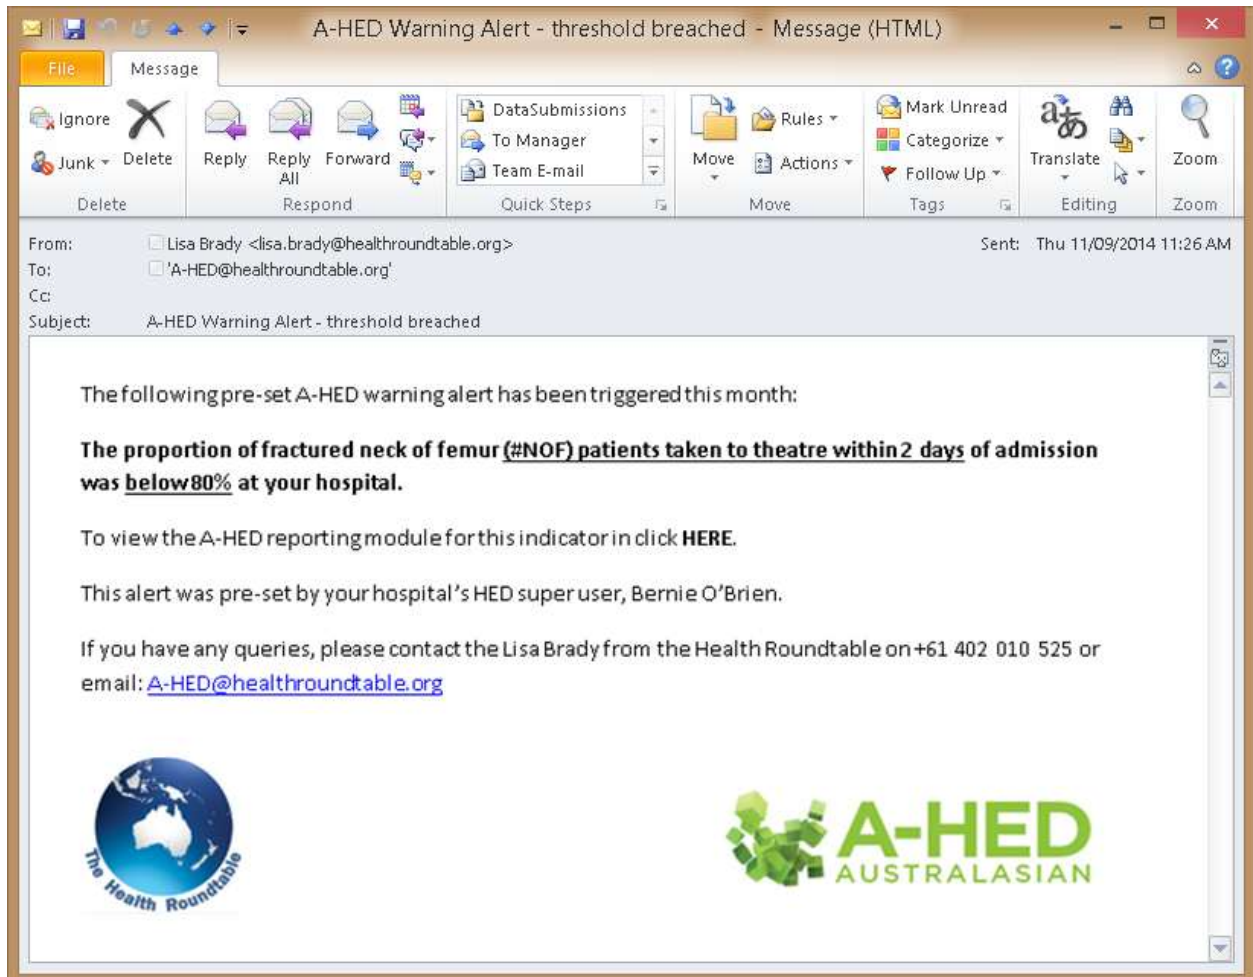 A-HED Warning Alert - threshold breached - Message (HTML)
File Message
Ignore
Junk
Delete
Reply
Reply All
Forward
DataSubmissions
To Manager
Team E-mail
Move
Rules
Actions
Mark Unread
Categorize
Follow Up
Translate
Zoom
Delete Respond Quick Steps Move Tags Editing Zoom
From: Lisa Brady <lisa.brady@healthroundtable.org> Sent: Thu 11/09/2014 11:26 AM
To: 'A-HED@healthroundtable.org'
Cc:
Subject: A-HED Warning Alert - threshold breached
The following pre-set A-HED warning alert has been triggered this month:
The proportion of fractured neck of femur (#NOF) patients taken to theatre within 2 days of admission
was below 80% at your hospital.
To view the A-HED reporting module for this indicator in click HERE.
This alert was pre-set by your hospital's HED super user, Bernie O'Brien.
If you have any queries, please contact the Lisa Brady from the Health Roundtable on +61 402 010 525 or
email: A-HED@healthroundtable.org
The Health Roundtable
A-HED
AUSTRALASIAN